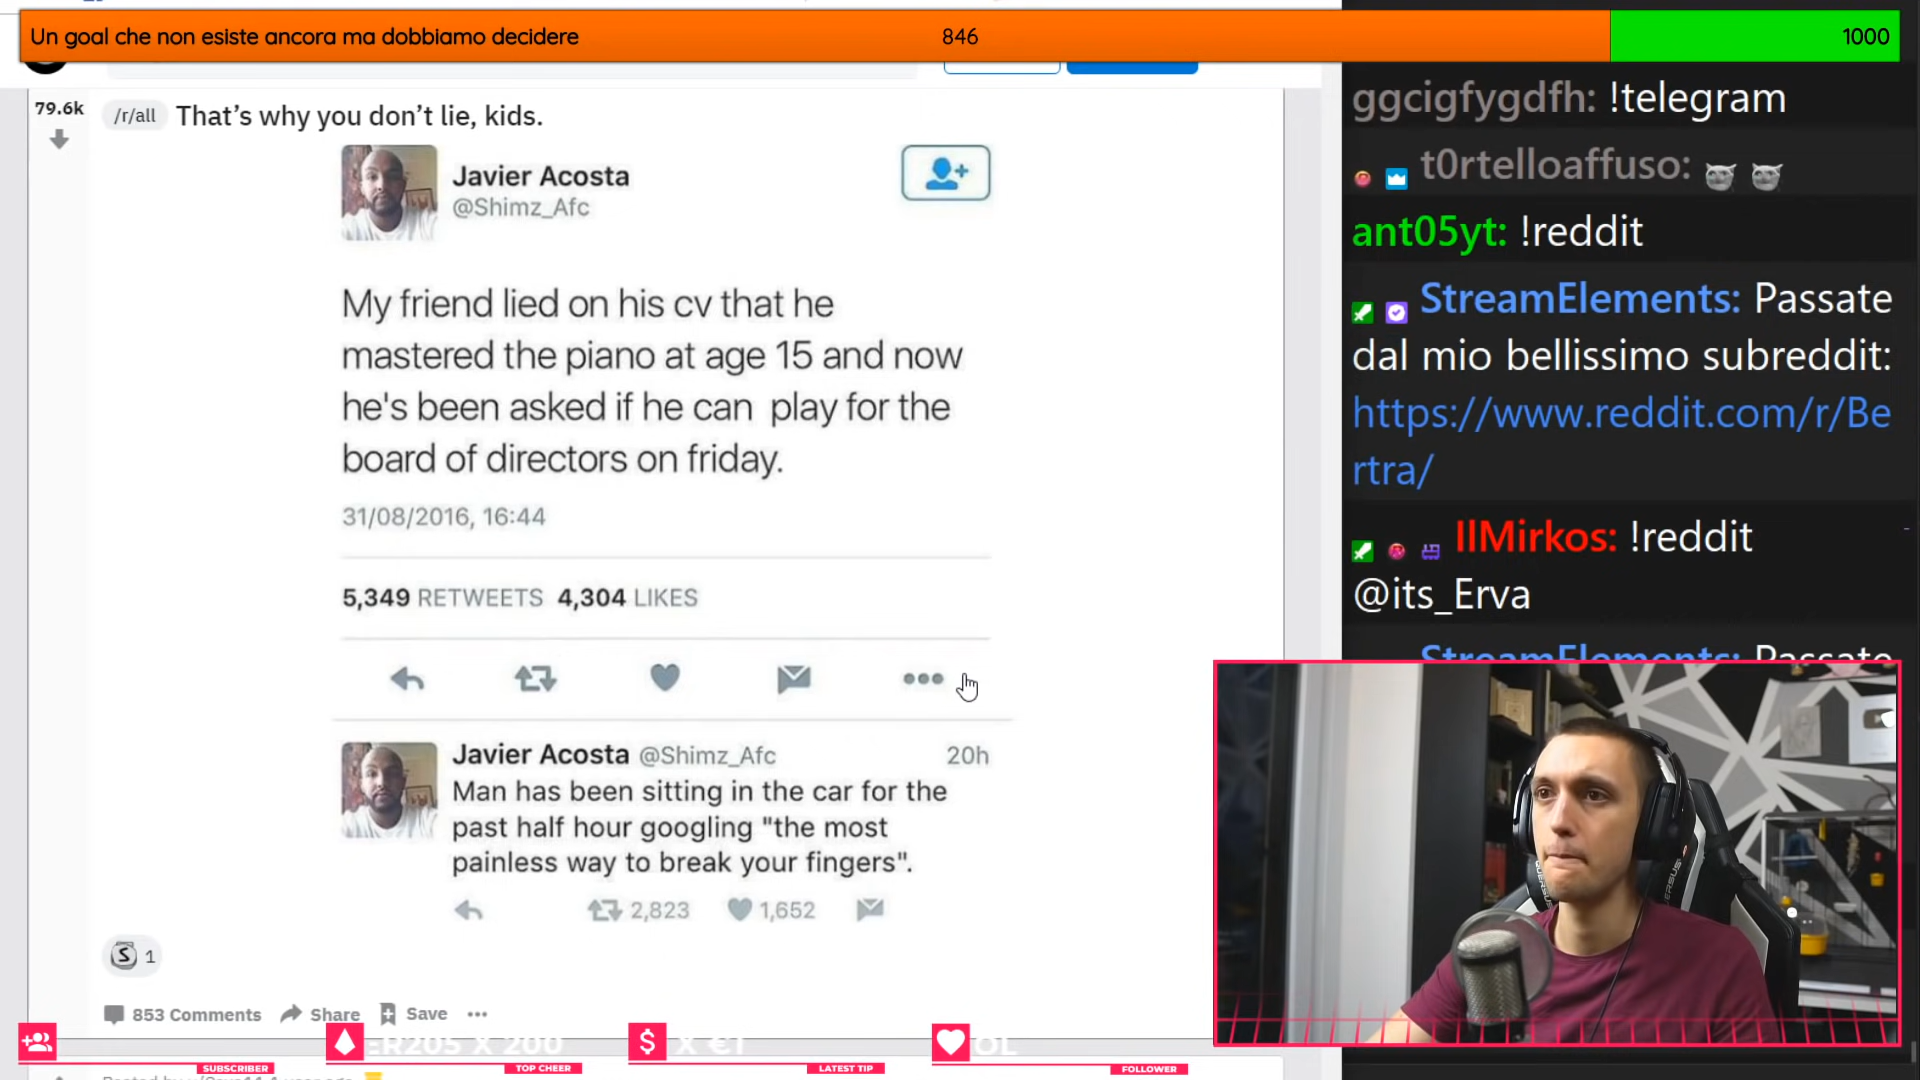 Un goal che non esiste ancora ma dobbiamo decidere
846
1000
79.6k
/r/all That's why you don't lie, kids.
Javier Acosta
@Shimz_Afc
My friend lied on his cv that he
mastered the piano at age 15 and now
he's been asked if he can play for the
board of directors on friday.
31/08/2016, 16:44
5,349 RETWEETS 4,304 LIKES
Javier Acosta @Shimz_Afc 20h
Man has been sitting in the car for the
past half hour googling "the most
painless way to break your fingers".
2,823 1,652
S 1
853 Comments Share Save
ER205 X 200
X €1
OL
SUBSCRIBER
TOP CHEER
LATEST TIP
FOLLOWER
ggcigfygdfh: !telegram
t0rtelloaffuso:
ant05yt: !reddit
StreamElements: Passate
dal mio bellissimo subreddit:
https://www.reddit.com/r/Be
rtra/
IlMirkos: !reddit
@its_Erva
StreamElements: Passate